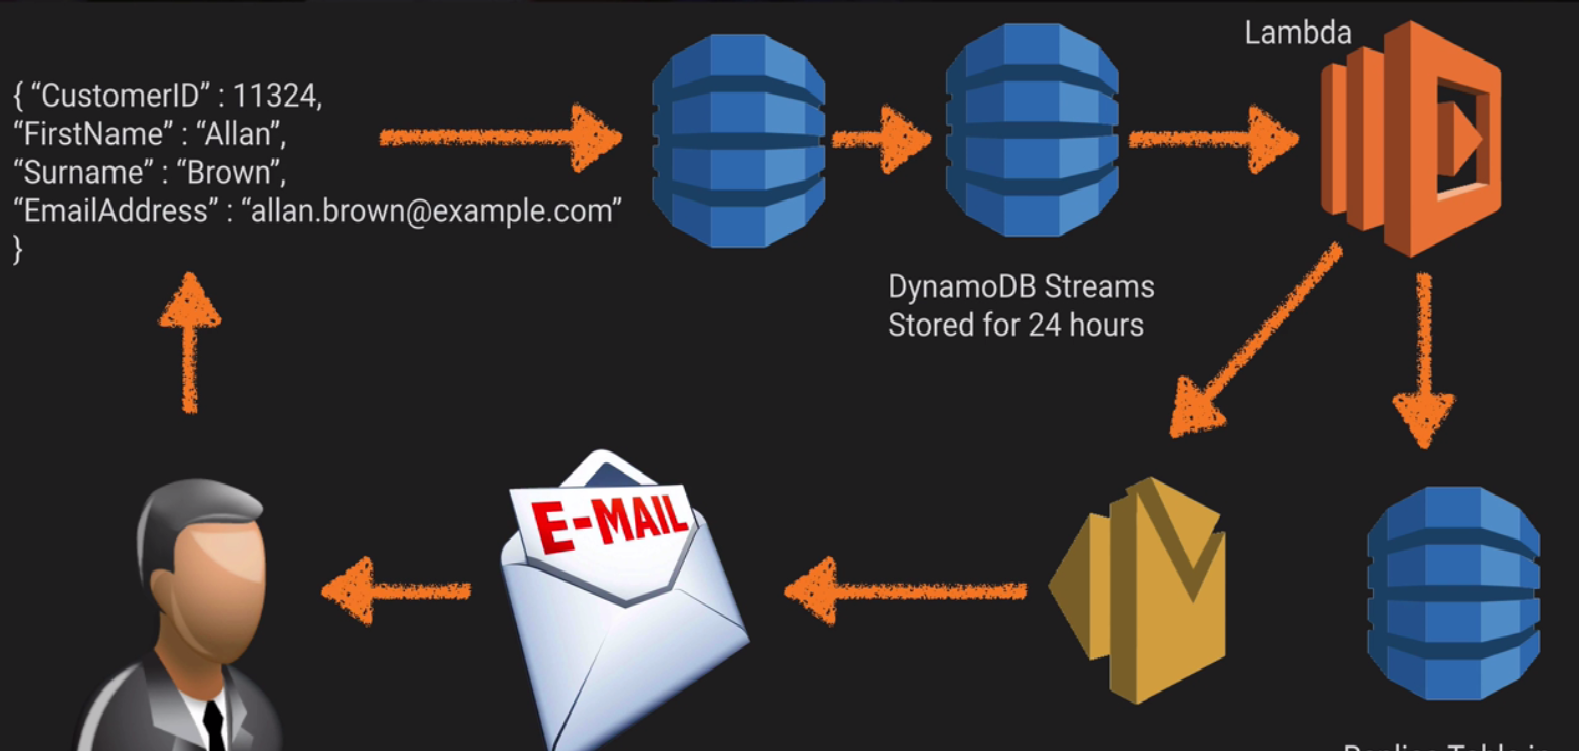 Lambda
{ “CustomerID” : 11324,
“FirstName” : “Allan”,
“Surname” : “Brown”,
“EmailAddress” : “allan.brown@example.com”
}
DynamoDB Streams
Stored for 24 hours
E-MAIL